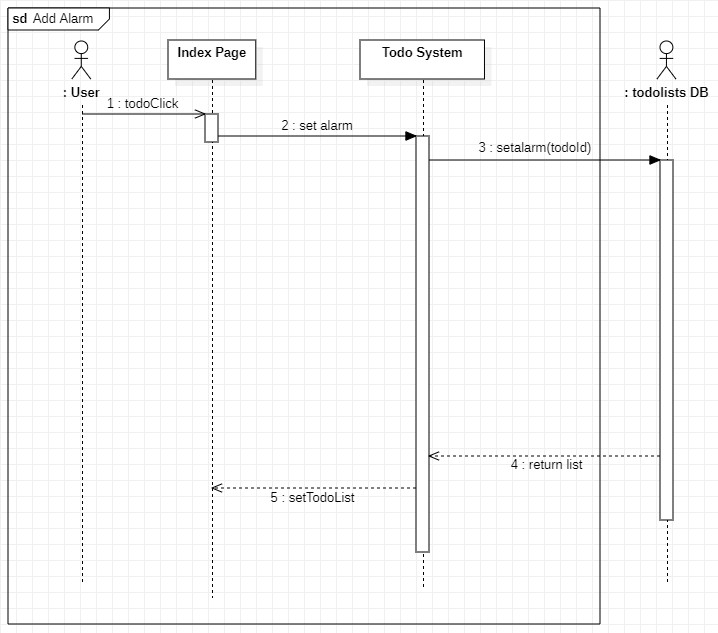 sd Add Alarm
Index Page
Todo System
: User
: todolists DB
1 : todoClick
2 : set alarm
3 : setalarm(todoId)
4 : return list
5 : setTodoList